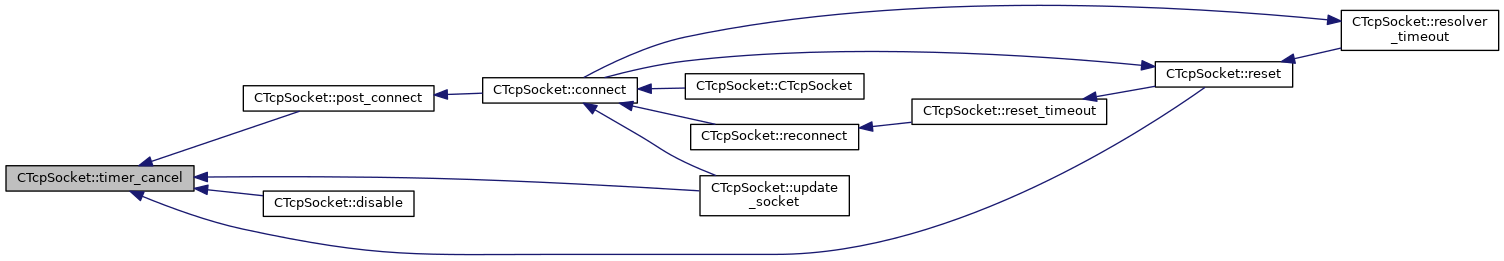 CTcpSocket::resolver
_timeout
CTcpSocket::reset
CTcpSocket::CTcpSocket
CTcpSocket::connect
CTcpSocket::post_connect
CTcpSocket::reset_timeout
CTcpSocket::reconnect
CTcpSocket::timer_cancel
CTcpSocket::update
_socket
CTcpSocket::disable